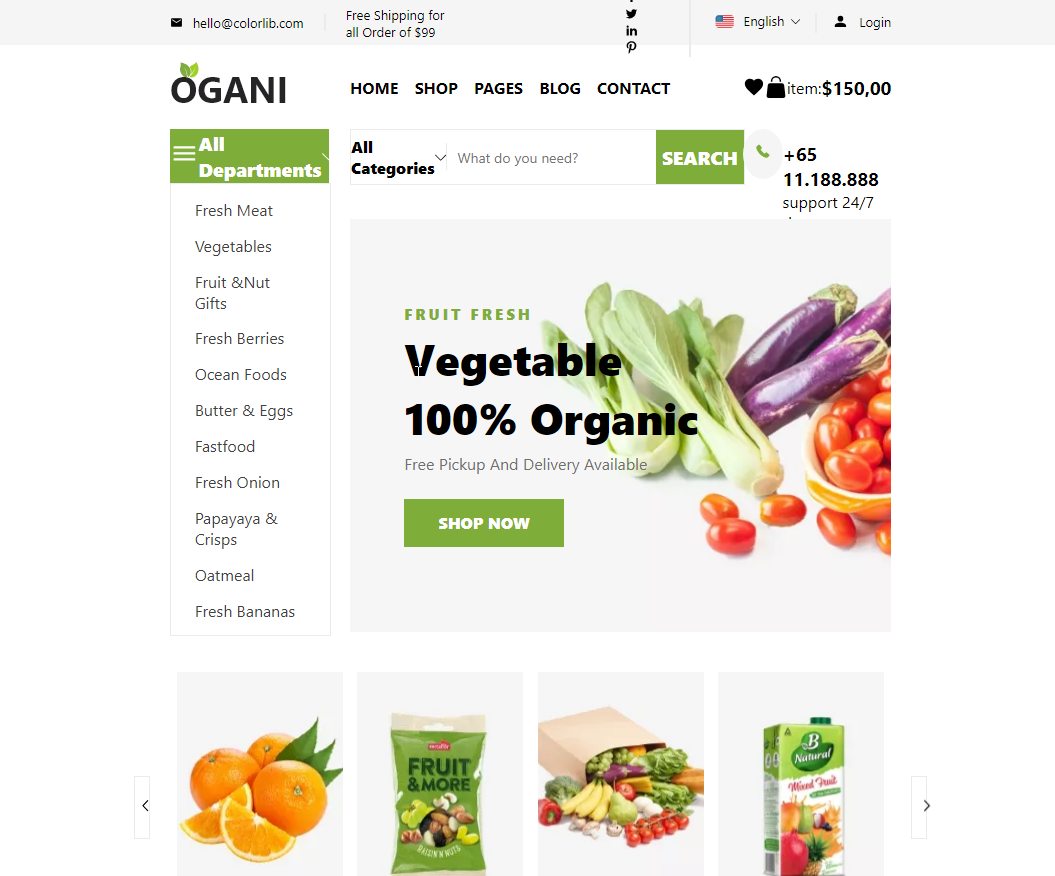 hello@colorlib.com
Free Shipping for
all Order of $99
English
Login
OGANI
HOME SHOP PAGES BLOG CONTACT
item:$150,00
All
Departments
All
Categories
What do you need?
SEARCH
+65
11.188.888
support 24/7
Fresh Meat
Vegetables
Fruit &Nut
Gifts
Fresh Berries
Ocean Foods
Butter & Eggs
Fastfood
Fresh Onion
Papayaya &
Crisps
Oatmeal
Fresh Bananas
FRUIT FRESH
Vegetable
100% Organic
Free Pickup And Delivery Available
SHOP NOW
FRUIT
&MORE
RAISIN'N NUTS
B
Natural
Mixed Fruit